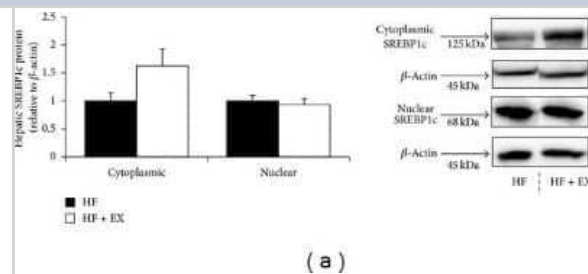 Hepatic SREBP1c protein
(relative to β-actin)
2.5
2
1.5
1
0.5
0
Cytoplasmic
Nuclear
HF
HF + EX
Cytoplasmic
SREBP1c
125 kDa
β-Actin
45 kDa
Nuclear
SREBP1c
68 kDa
β-Actin
45 kDa
HF
HF + EX
(a)